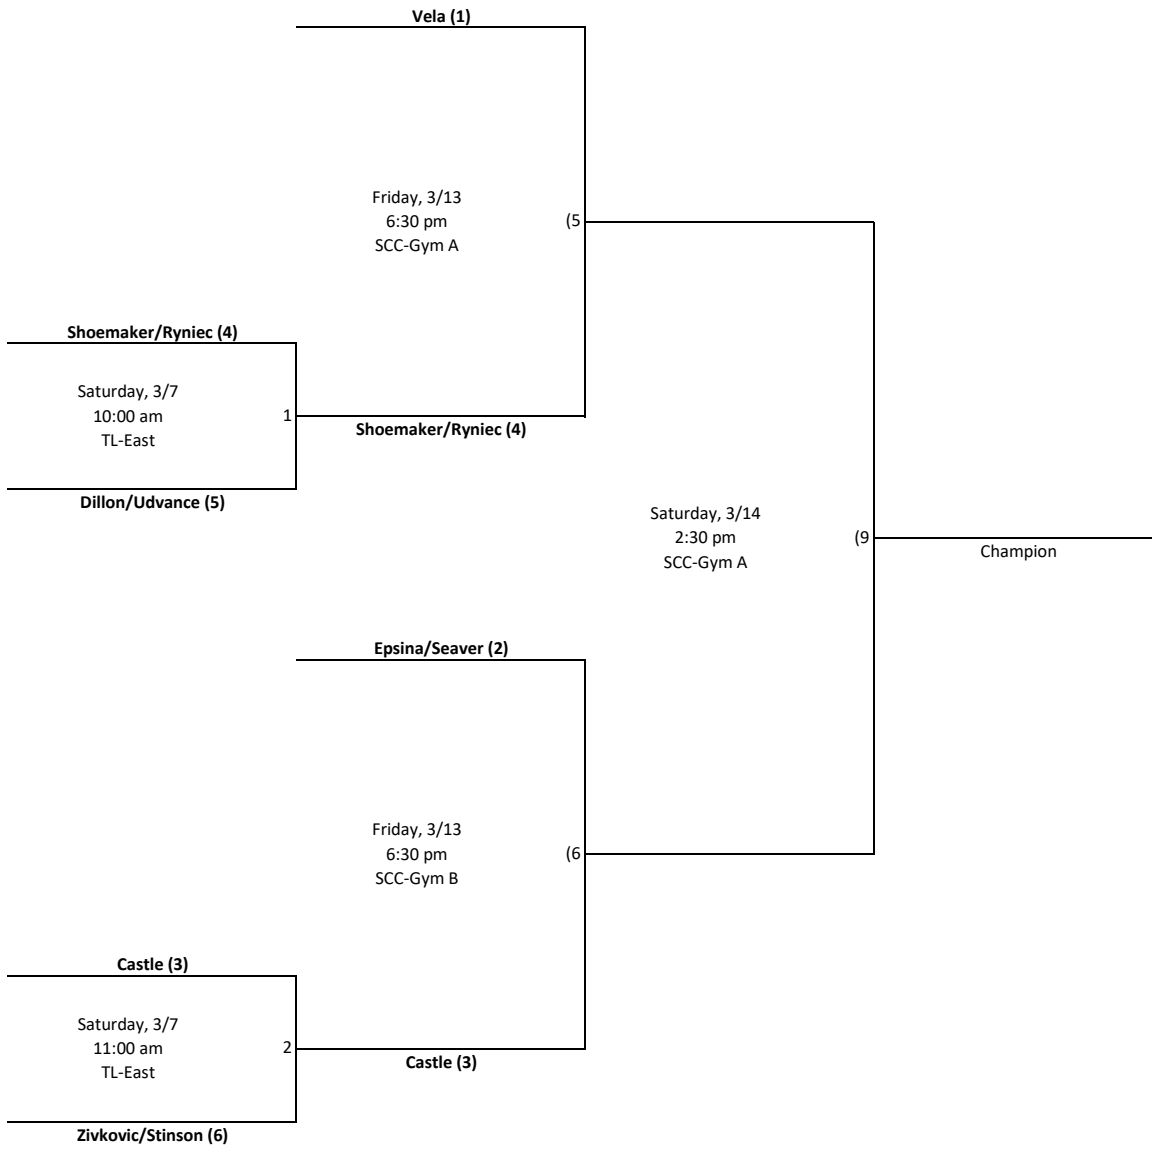 Vela (1)
Friday, 3/13
6:30 pm
SCC-Gym A
(5
Shoemaker/Ryniec (4)
Saturday, 3/7
10:00 am
TL-East
1
Shoemaker/Ryniec (4)
Dillon/Udvance (5)
Saturday, 3/14
2:30 pm
SCC-Gym A
(9
Champion
Epsina/Seaver (2)
Friday, 3/13
6:30 pm
SCC-Gym B
(6
Castle (3)
Saturday, 3/7
11:00 am
TL-East
2
Castle (3)
Zivkovic/Stinson (6)